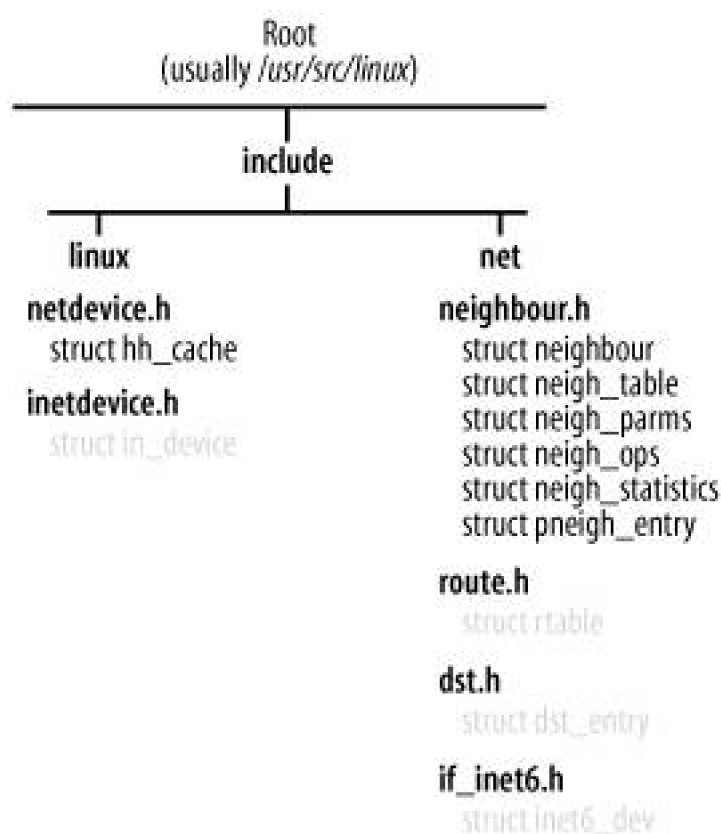 Root
(usually /usr/src/linux)
include
linux
netdevice.h
struct hh_cache
inetdevice.h
struct in_device
net
neighbour.h
struct neighbour
struct neigh_table
struct neigh_parms
struct neigh_ops
struct neigh_statistics
struct pneigh_entry
route.h
struct rtable
dst.h
struct dst_entry
if_inet6.h
struct inet6_dev